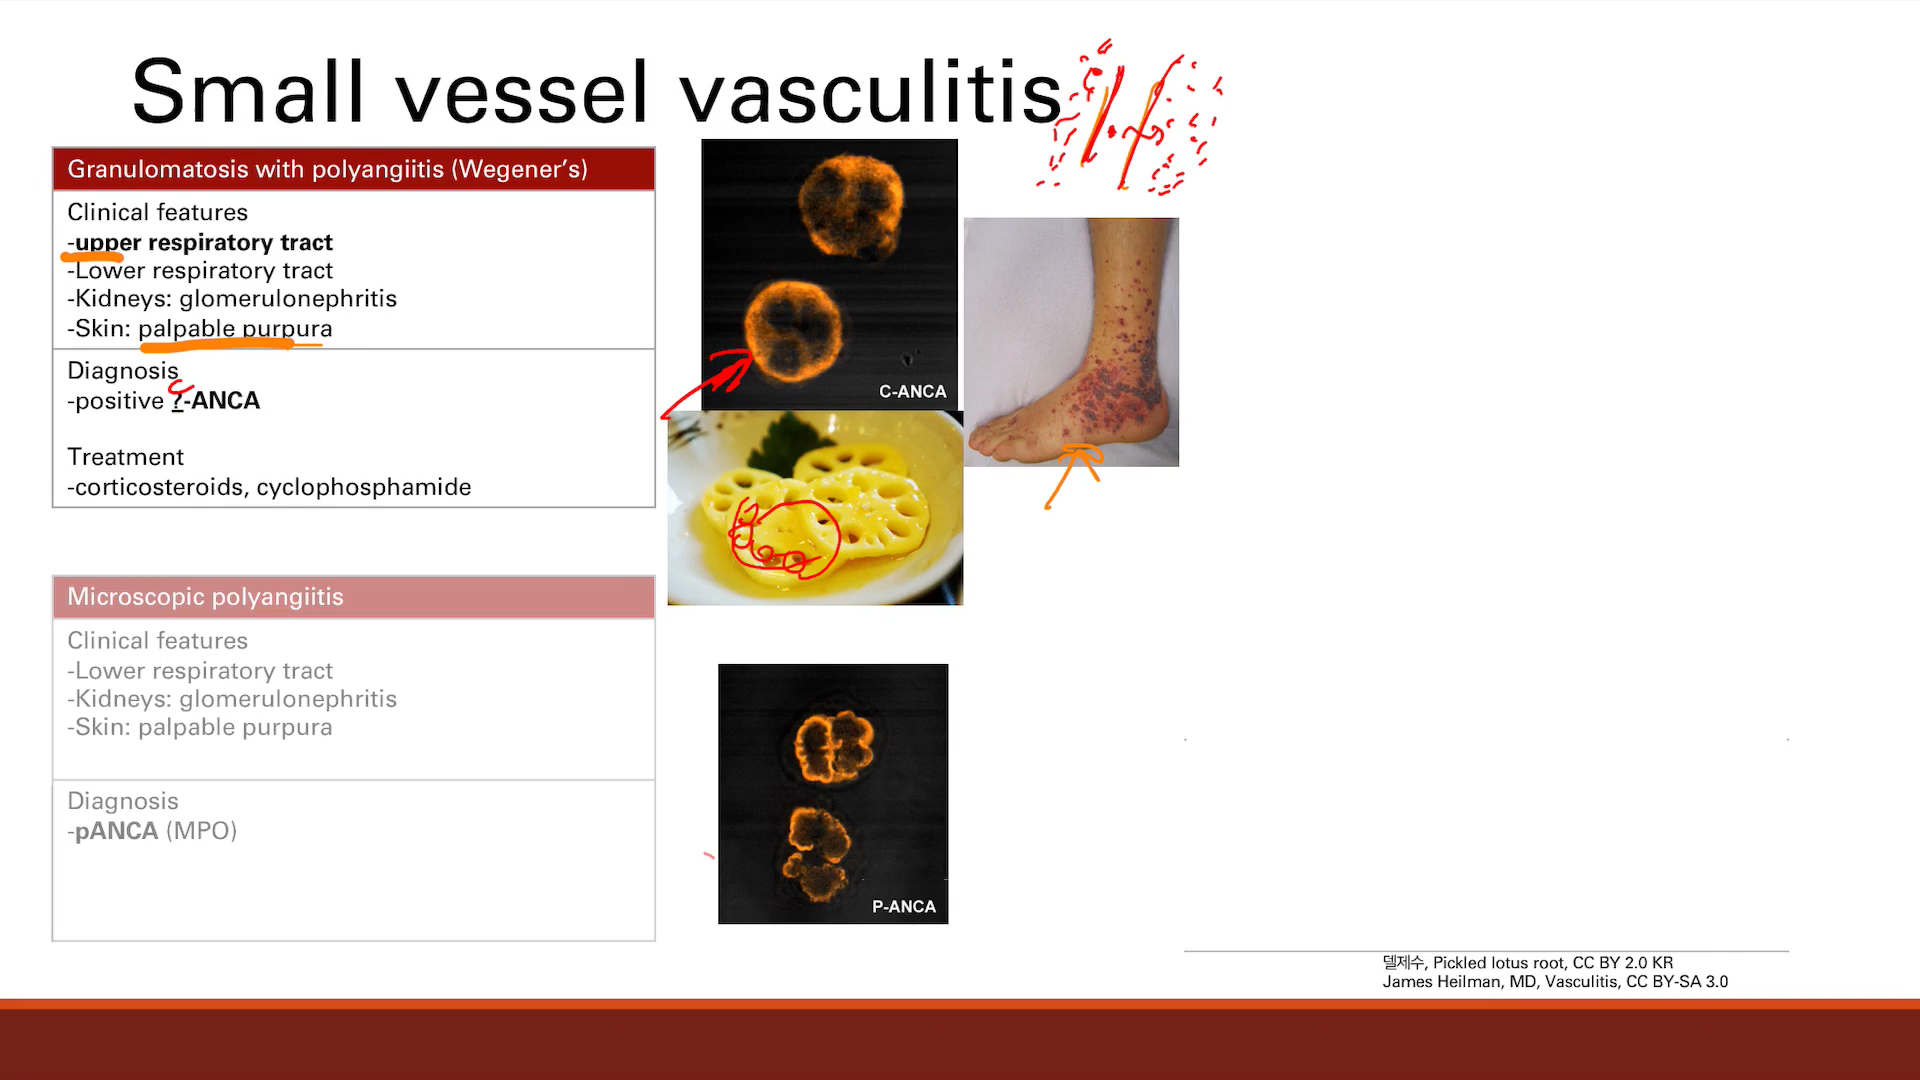 Small vessel vasculitis
Granulomatosis with polyangiitis (Wegener’s)
Clinical features
-upper respiratory tract
-Lower respiratory tract
-Kidneys: glomerulonephritis
-Skin: palpable purpura
Diagnosis
c
-positive ?-ANCA
Treatment
-corticosteroids, cyclophosphamide
C-ANCA
Microscopic polyangiitis
Clinical features
-Lower respiratory tract
-Kidneys: glomerulonephritis
-Skin: palpable purpura
Diagnosis
-pANCA (MPO)
P-ANCA
델제수, Pickled lotus root, CC BY 2.0 KR
James Heilman, MD, Vasculitis, CC BY-SA 3.0